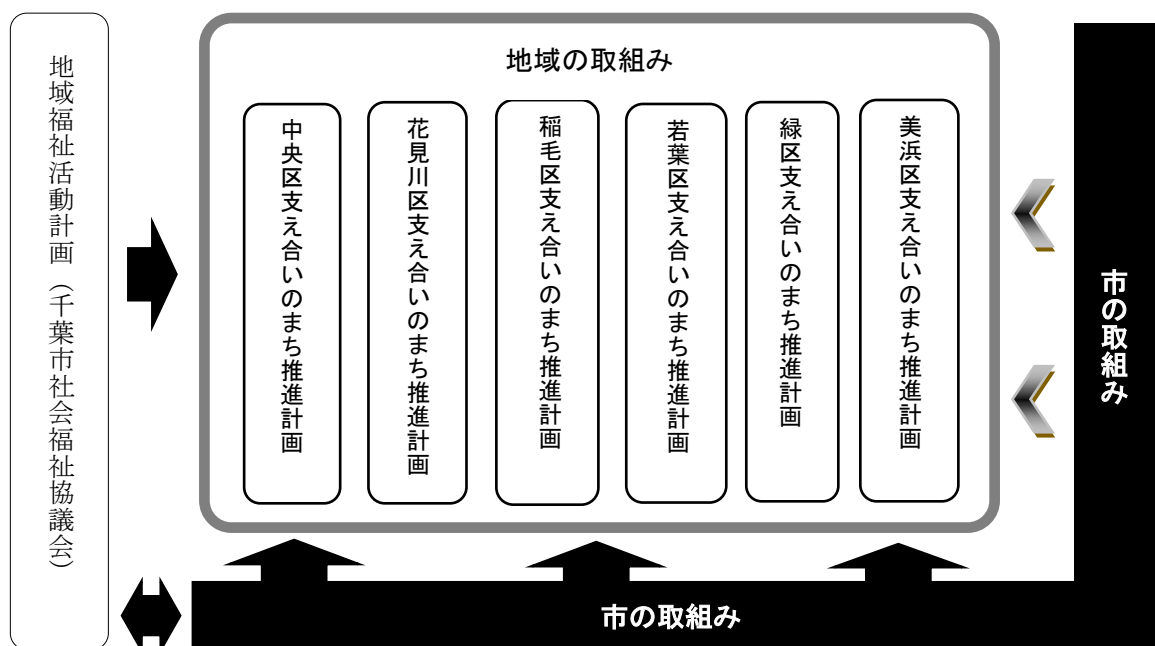 地域福祉活動計画（千葉市社会福祉協議会）
地域の取組み
中央区支え合いのまち推進計画
花見川区支え合いのまち推進計画
稲毛区支え合いのまち推進計画
若葉区支え合いのまち推進計画
緑区支え合いのまち推進計画
美浜区支え合いのまち推進計画
市の取組み
市の取組み